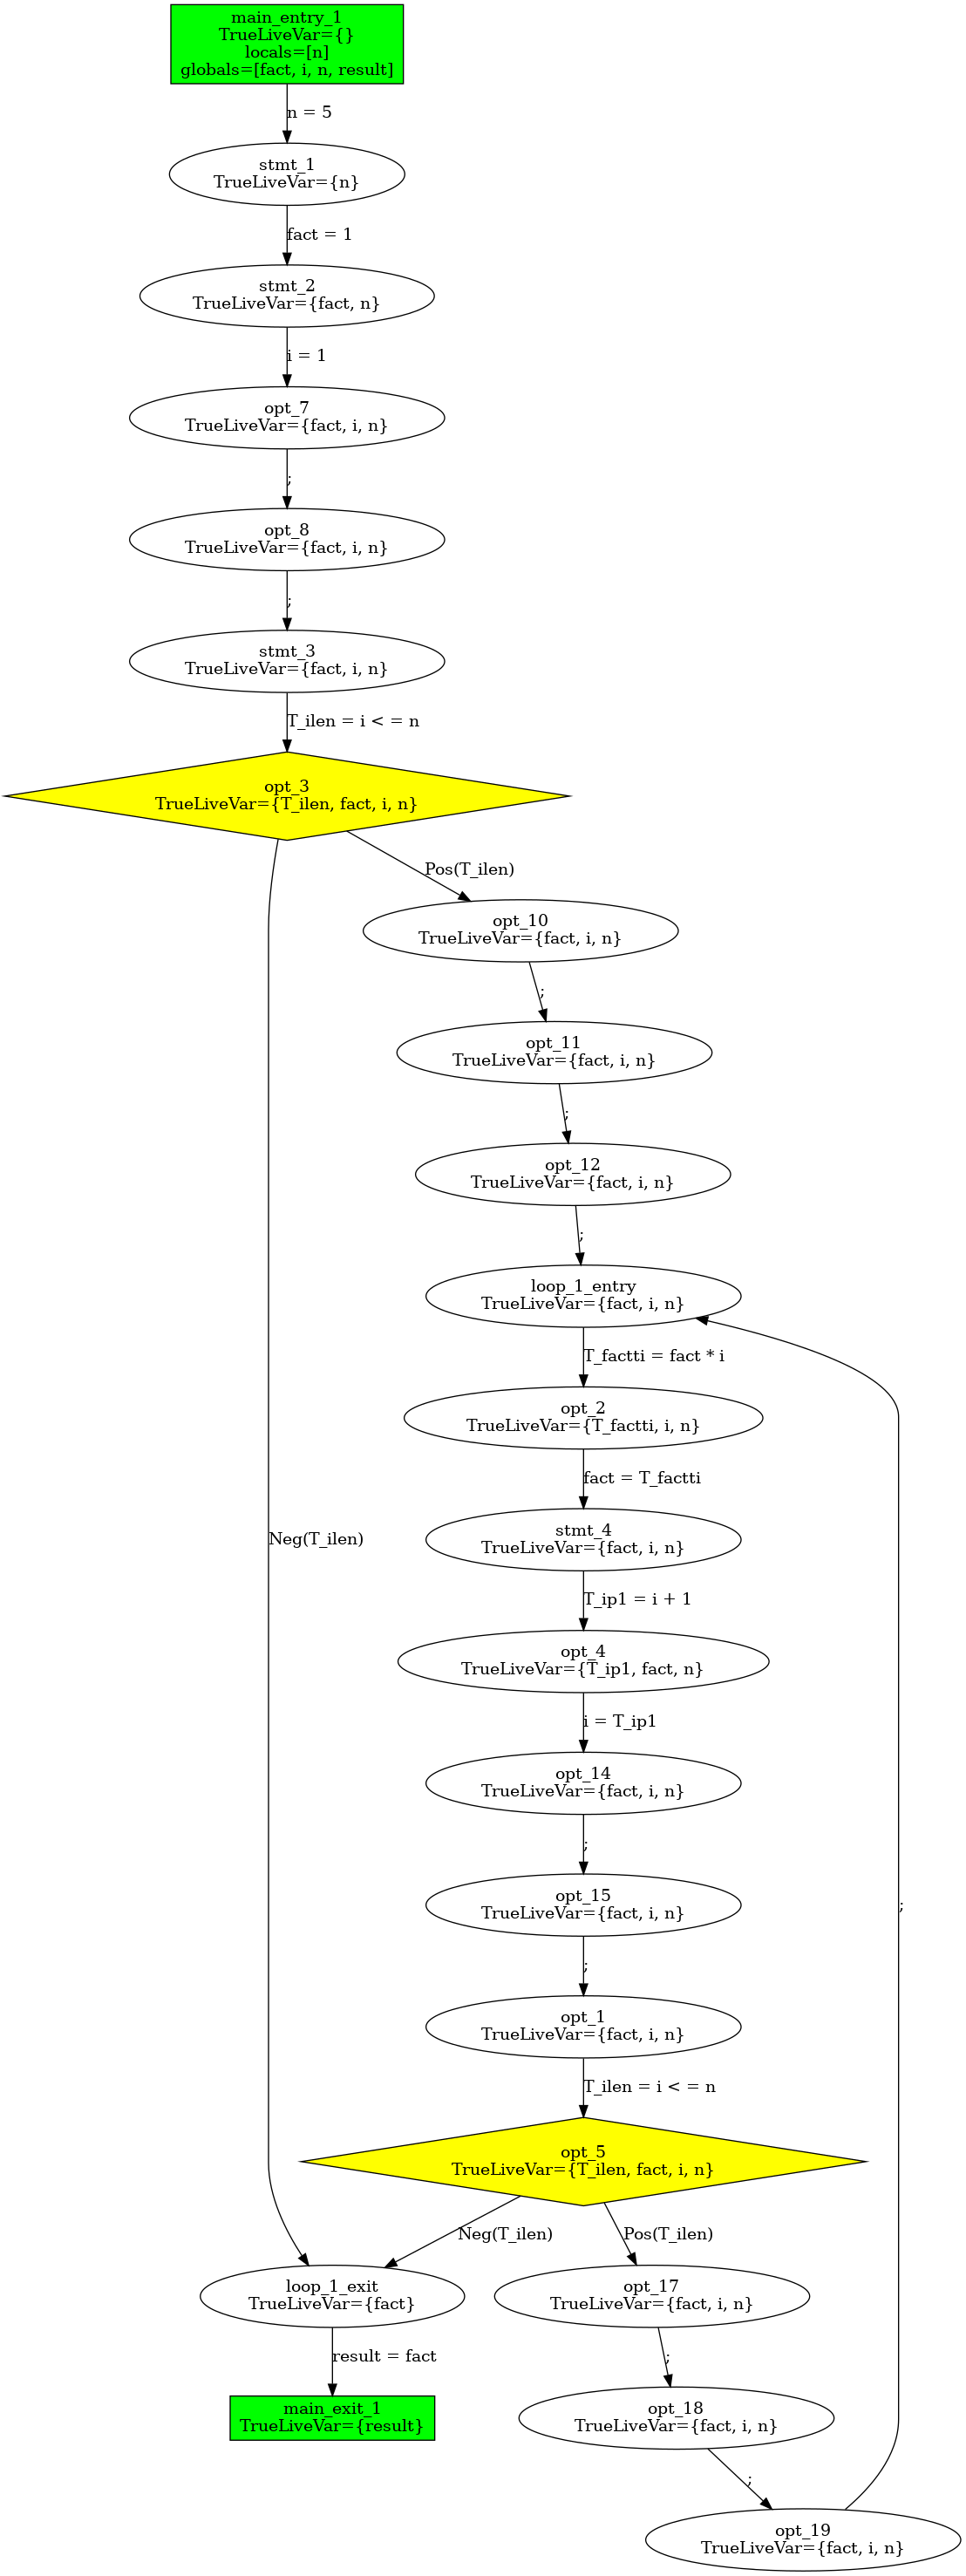 main_entry_1
TrueLiveVar={}
locals=[n]
globals=[fact, i, n, result]
n = 5
stmt_1
TrueLiveVar={n}
fact = 1
stmt_2
TrueLiveVar={fact, n}
i = 1
opt_7
TrueLiveVar={fact, i, n}
;
opt_8
TrueLiveVar={fact, i, n}
;
stmt_3
TrueLiveVar={fact, i, n}
T_ilen = i < = n
opt_3
TrueLiveVar={T_ilen, fact, i, n}
Pos(T_ilen)
opt_10
TrueLiveVar={fact, i, n}
;
opt_11
TrueLiveVar={fact, i, n}
;
opt_12
TrueLiveVar={fact, i, n}
;
loop_1_entry
TrueLiveVar={fact, i, n}
T_factti = fact * i
opt_2
TrueLiveVar={T_factti, i, n}
fact = T_factti
Neg(T_ilen)
stmt_4
TrueLiveVar={fact, i, n}
T_ip1 = i + 1
opt_4
TrueLiveVar={T_ip1, fact, n}
i = T_ip1
opt_14
TrueLiveVar={fact, i, n}
;
opt_15
TrueLiveVar={fact, i, n}
;
;
opt_1
TrueLiveVar={fact, i, n}
T_ilen = i < = n
opt_5
TrueLiveVar={T_ilen, fact, i, n}
Neg(T_ilen)
Pos(T_ilen)
loop_1_exit
TrueLiveVar={fact}
opt_17
TrueLiveVar={fact, i, n}
result = fact
;
main_exit_1
TrueLiveVar={result}
opt_18
TrueLiveVar={fact, i, n}
;
opt_19
TrueLiveVar={fact, i, n}